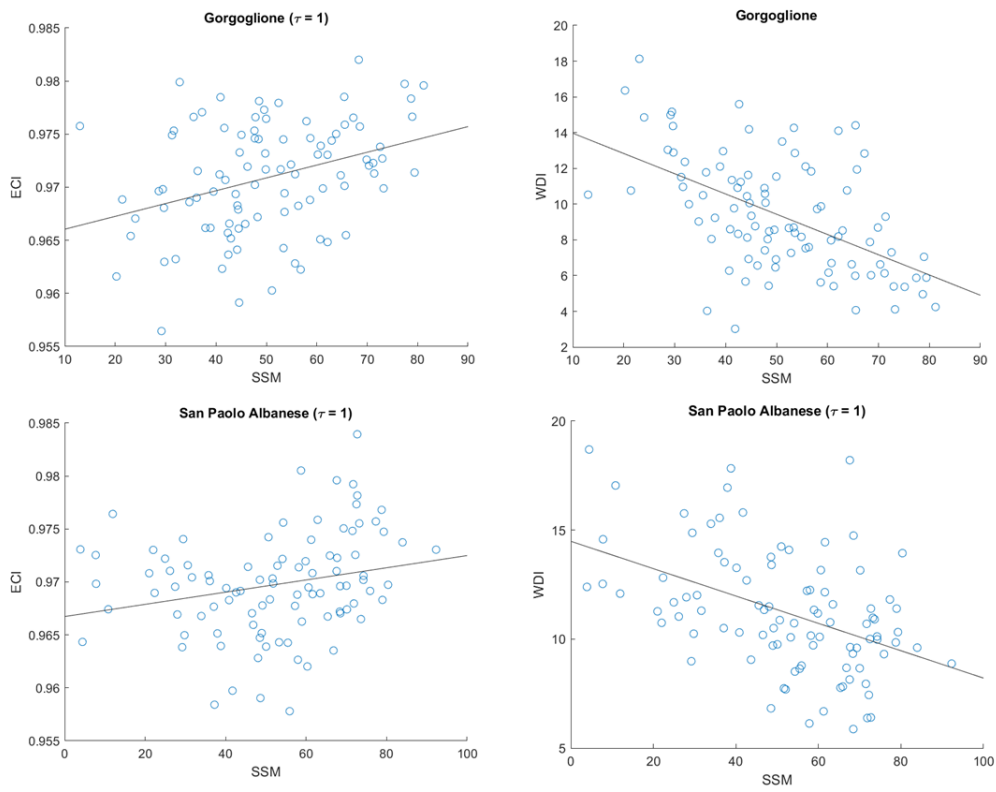 Gorgoglione (τ = 1)
0.985
0.98
0.975
0.97
0.965
0.96
0.955
ECI
10 20 30 40 50 60 70 80 90
SSM
Gorgoglione
20
18
16
14
12
10
8
6
4
2
WDI
10 20 30 40 50 60 70 80 90
SSM
San Paolo Albanese (τ = 1)
0.985
0.98
0.975
0.97
0.965
0.96
0.955
ECI
0 20 40 60 80 100
SSM
San Paolo Albanese (τ = 1)
20
15
10
5
WDI
0 20 40 60 80 100
SSM